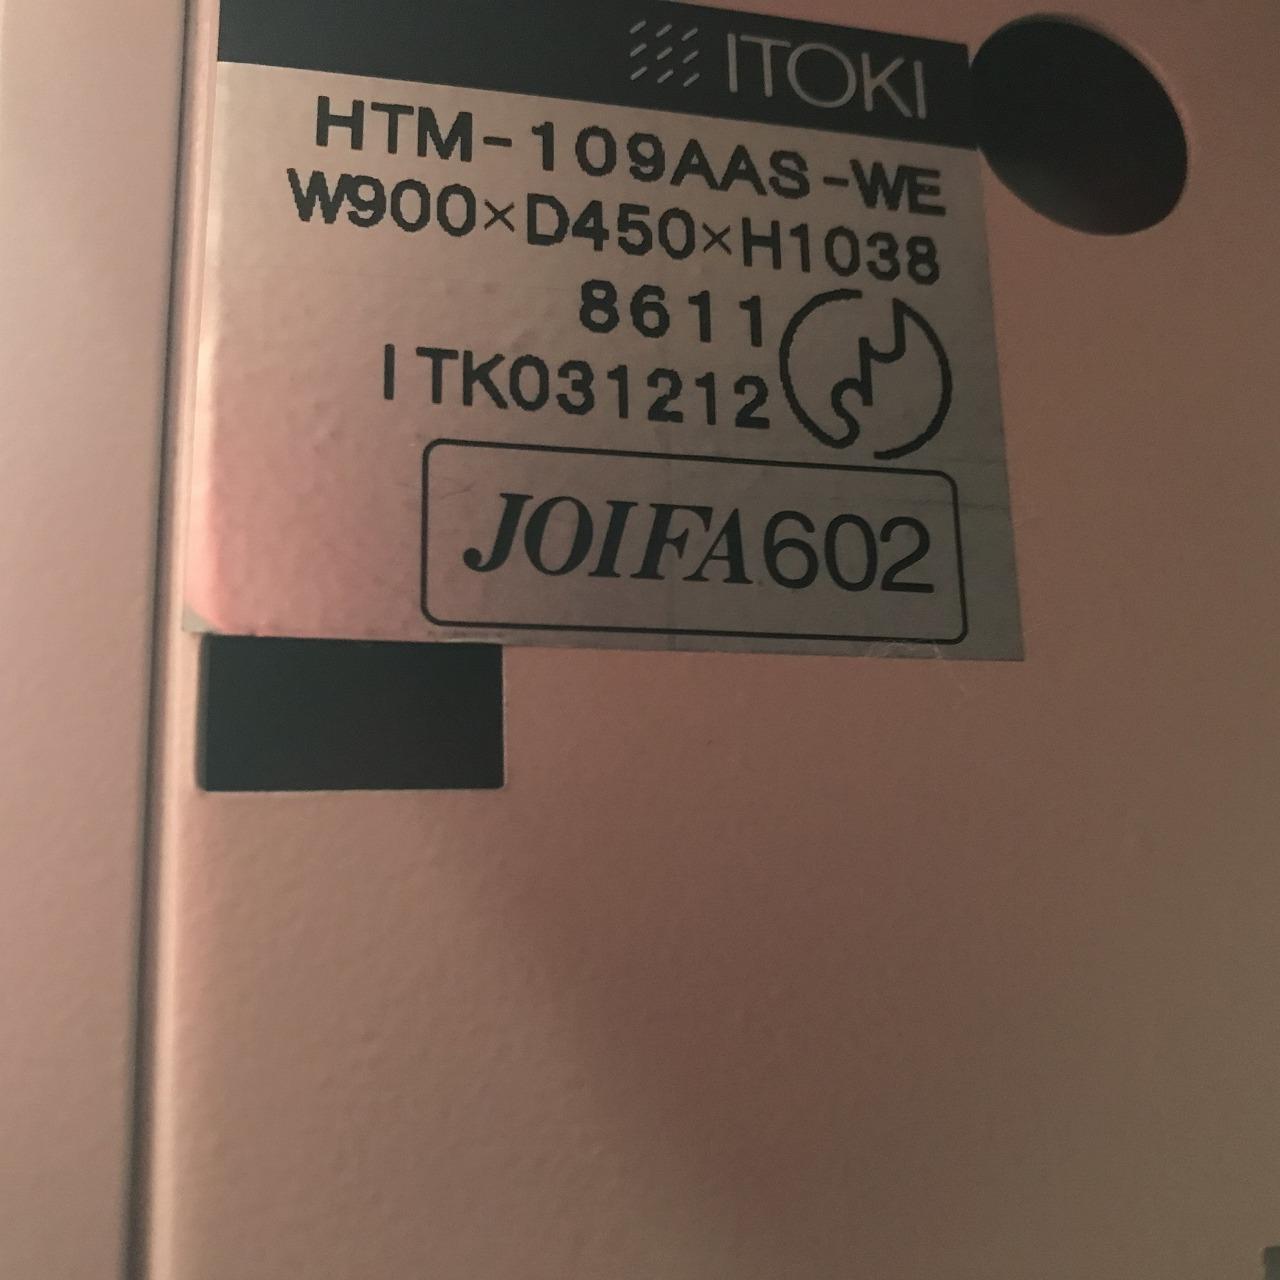 ITOKI
HTM-109AAS-WE
W900×D450×H1038
8611
ITK031212
JOIFA602